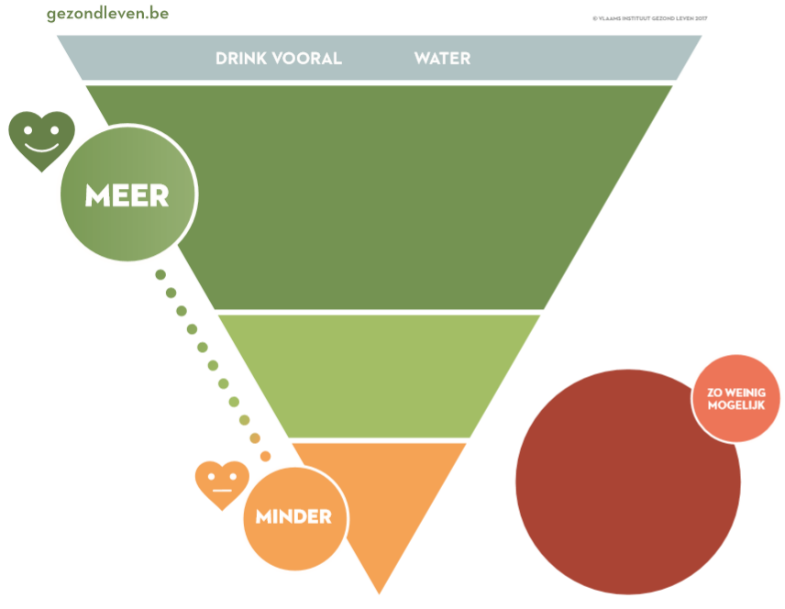 gezondleven.be
© VLAAMS INSTITUUT GEZOND LEVEN 2017
DRINK VOORAL WATER
MEER
ZO WEINIG
MOGELIJK
MINDER